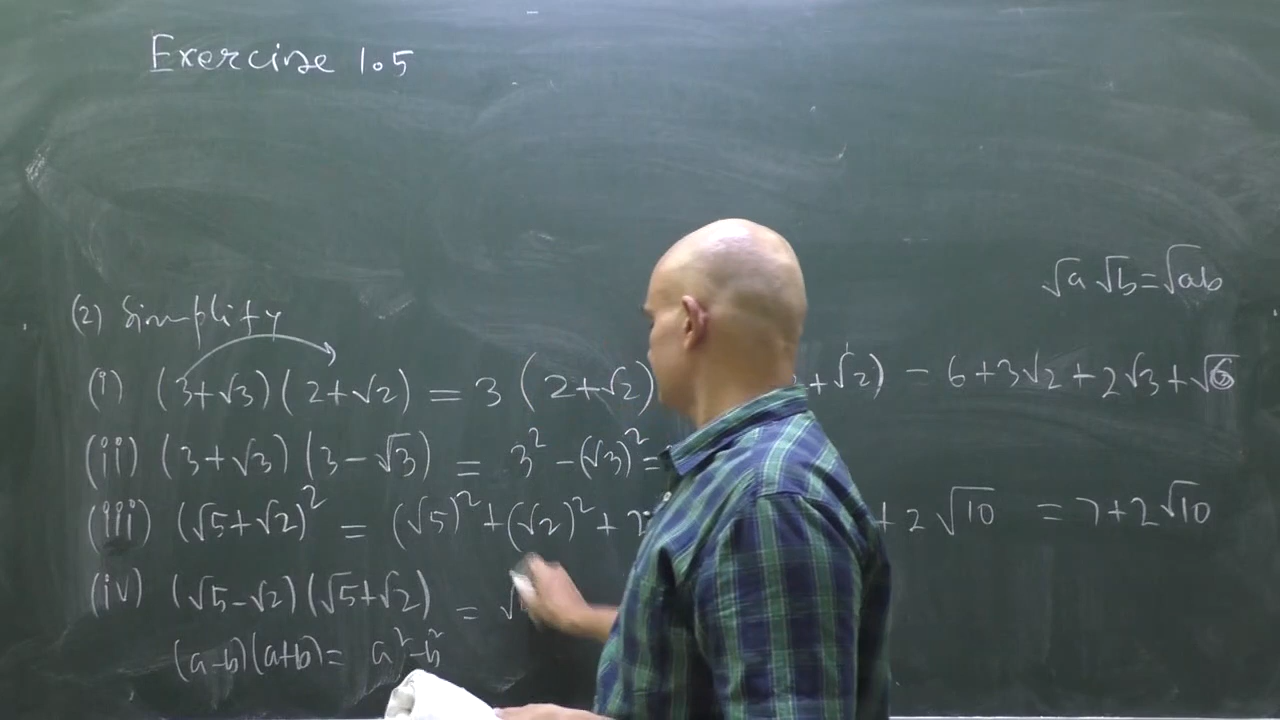 Exercise 1.5
√a √b = √ab
(2) Simplify
(i) (3+√3)(2+√2) = 3 (2+√2) +√2) = 6+3√2+2√3+√6
(ii) (3+√3)(3-√3) = 3² -(√3)² =
(iii) (√5+√2)² = (√5)²+(√2)²+2 +2√10 = 7+2√10
(iv) (√5-√2)(√5+√2) = √
(a-b)(a+b)= a²-b²